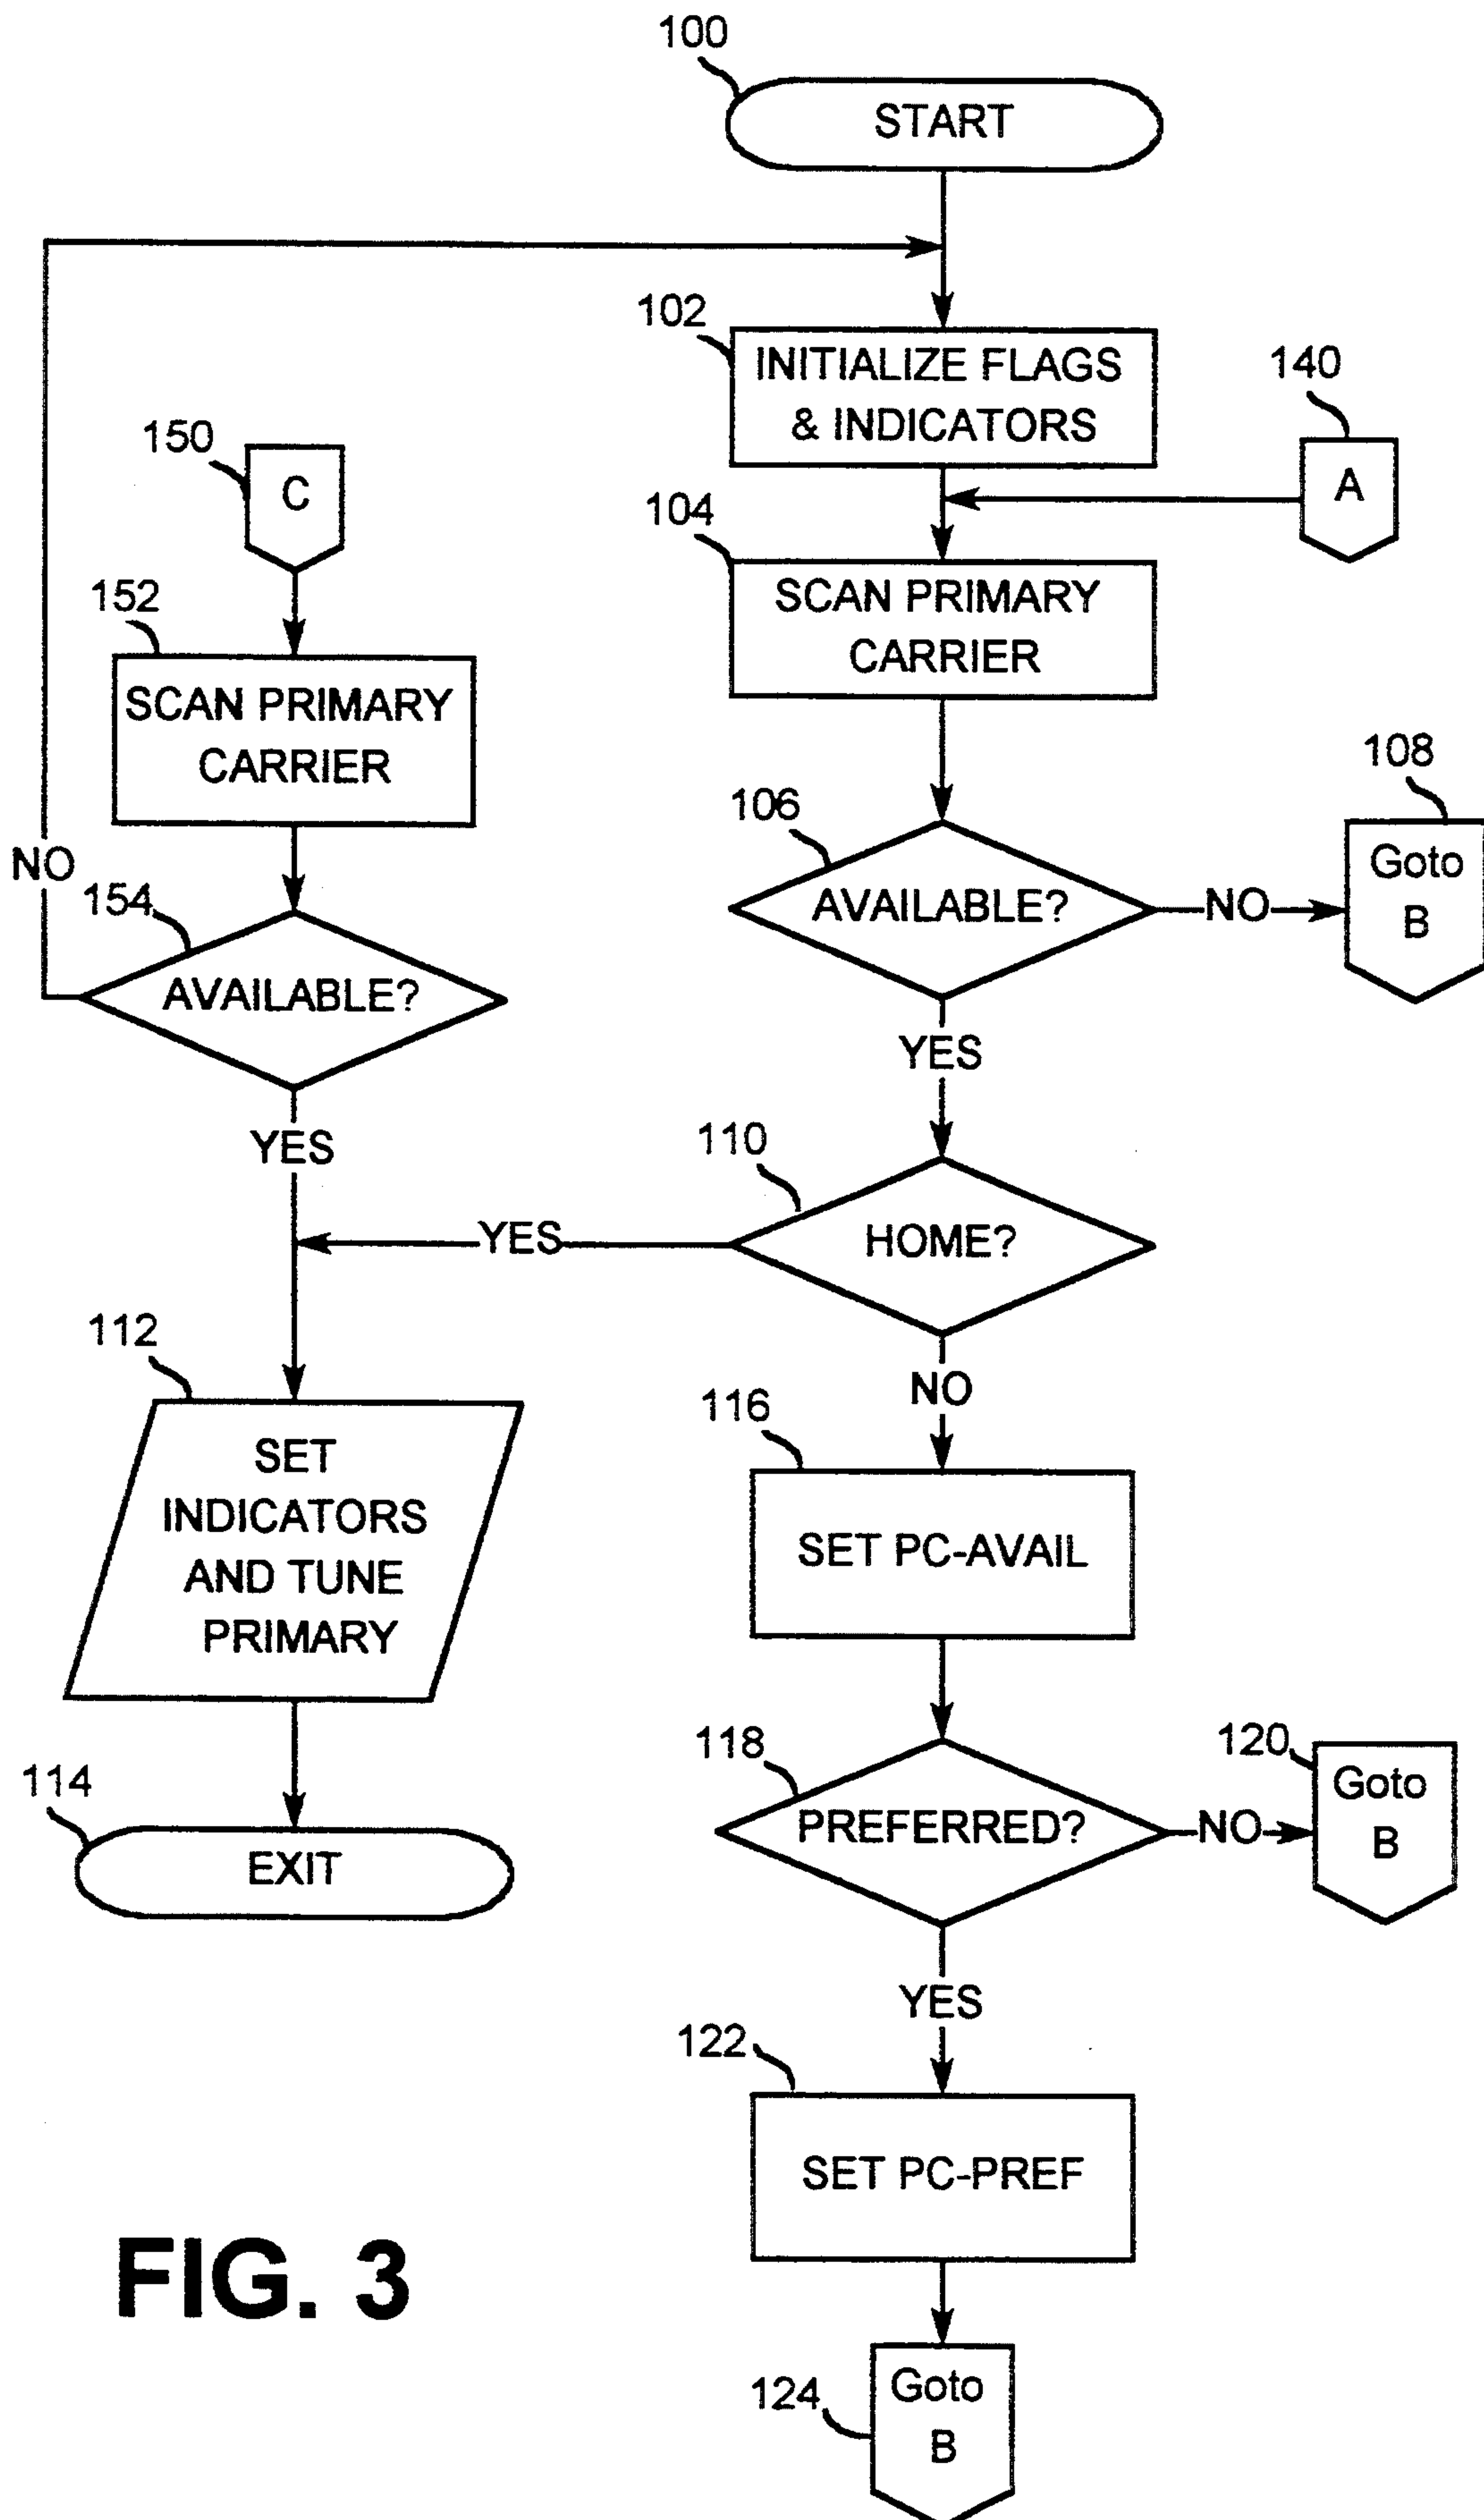 100
START
102
INITIALIZE FLAGS
& INDICATORS
140
A
150
C
104
SCAN PRIMARY
CARRIER
152
SCAN PRIMARY
CARRIER
106
AVAILABLE?
NO
108
Goto
B
NO
154
AVAILABLE?
YES
YES
110
HOME?
YES
112
SET
INDICATORS
AND TUNE
PRIMARY
NO
116
SET PC-AVAIL
114
EXIT
118
PREFERRED?
NO
120
Goto
B
YES
122
SET PC-PREF
124
Goto
B
FIG. 3